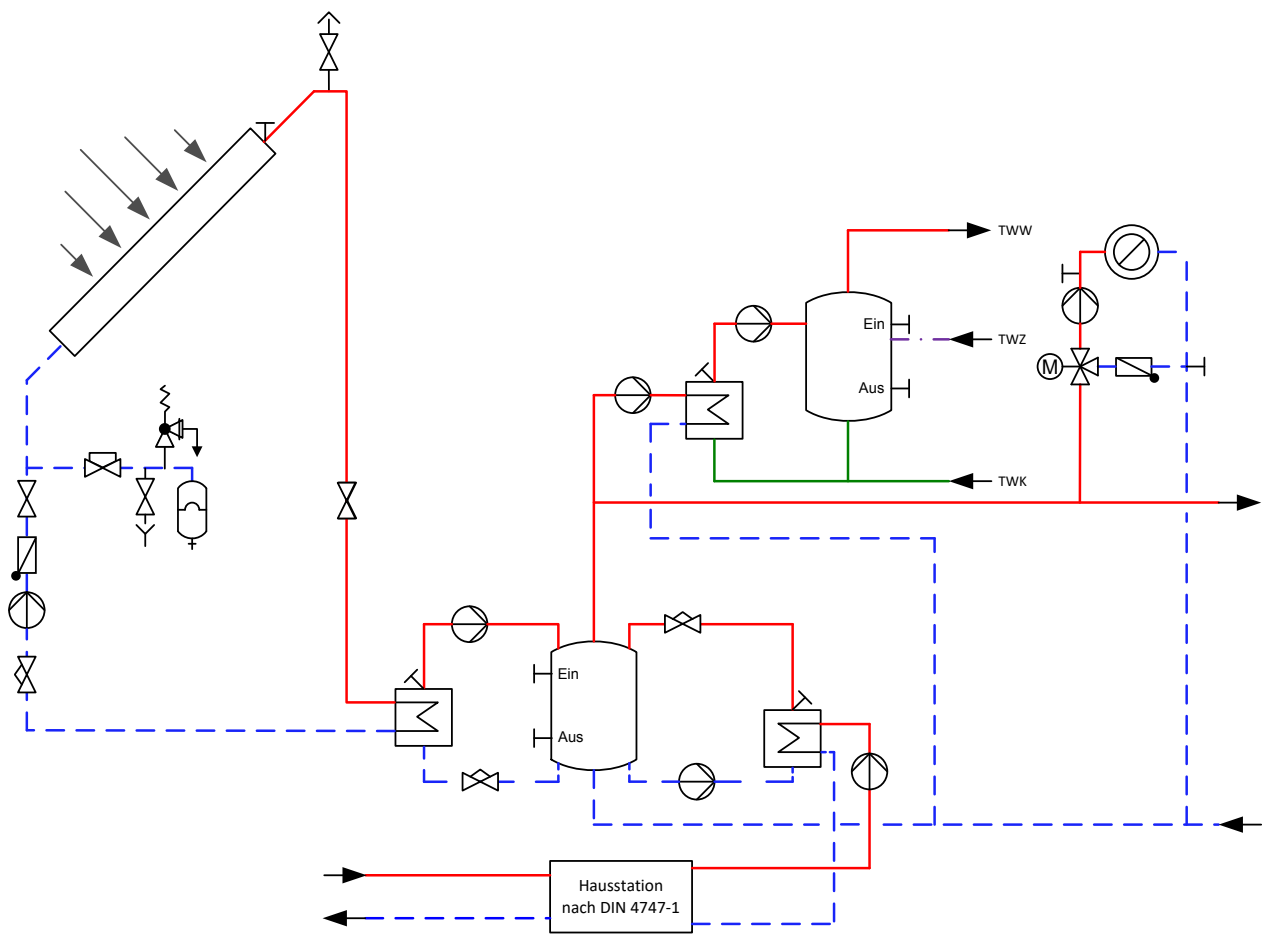 TWW
Ein
TWZ
M
Aus
TWK
Ein
Aus
Hausstation
nach DIN 4747-1